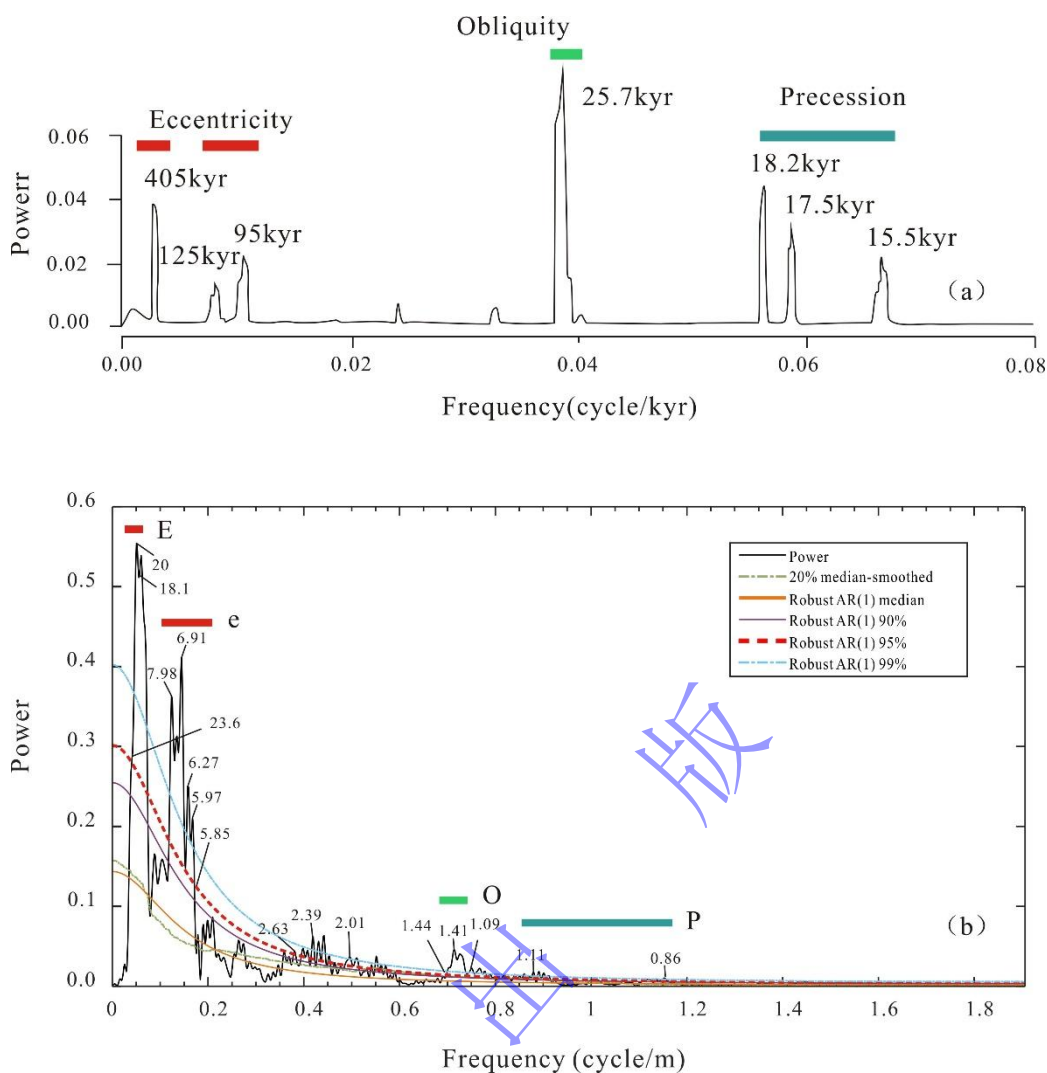 Obliquity
25.7kyr
Eccentricity
Precession
405kyr
125kyr
95kyr
18.2kyr
17.5kyr
15.5kyr
(a)
Powerr
0.06
0.04
0.02
0.00
0.00 0.02 0.04 0.06 0.08
Frequency(cycle/kyr)
0.6
0.5
0.4
0.3
0.2
0.1
0.0
Power
E
20
18.1
e
6.91
7.98
23.6
6.27
5.97
5.85
2.63
2.39
2.01
O
1.44
1.41
1.09
P
1.11
0.86
(b)
Power
20% median-smoothed
Robust AR(1) median
Robust AR(1) 90%
Robust AR(1) 95%
Robust AR(1) 99%
0 0.2 0.4 0.6 0.8 1 1.2 1.4 1.6 1.8
Frequency (cycle/m)
出版